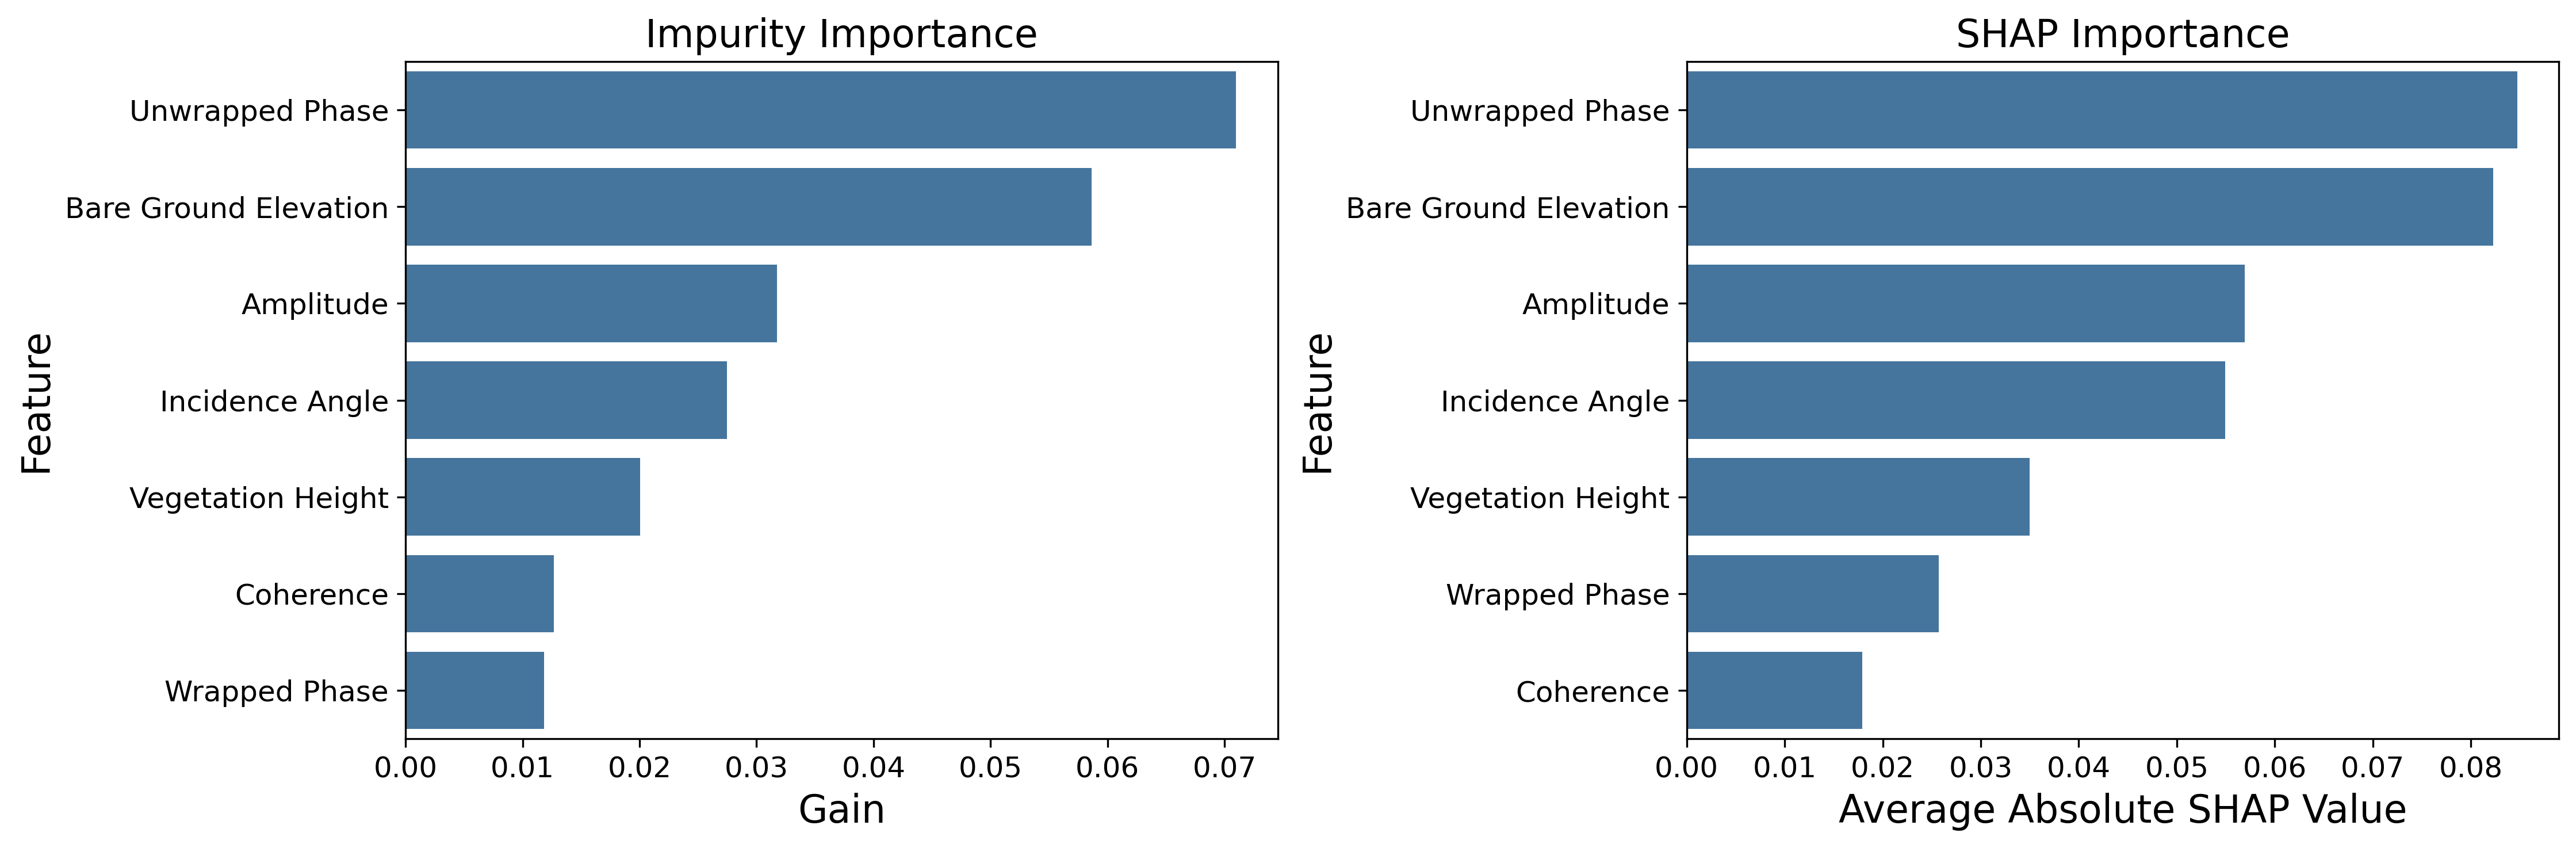 Impurity Importance
Feature
Unwrapped Phase
Bare Ground Elevation
Amplitude
Incidence Angle
Vegetation Height
Coherence
Wrapped Phase
0.00 0.01 0.02 0.03 0.04 0.05 0.06 0.07
Gain
SHAP Importance
Feature
Unwrapped Phase
Bare Ground Elevation
Amplitude
Incidence Angle
Vegetation Height
Wrapped Phase
Coherence
0.00 0.01 0.02 0.03 0.04 0.05 0.06 0.07 0.08
Average Absolute SHAP Value